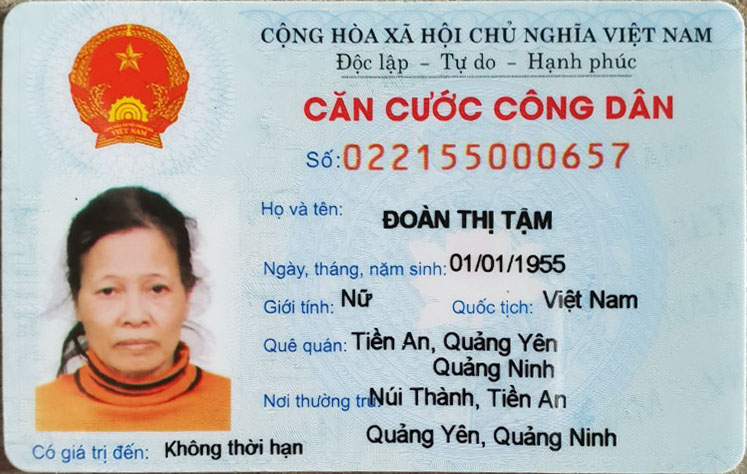 CỘNG HÒA XÃ HỘI CHỦ NGHĨA VIỆT NAM
Độc lập – Tự do – Hạnh phúc
CĂN CƯỚC CÔNG DÂN
Số: 022155000657
Họ và tên: ĐOÀN THỊ TẬM
Ngày, tháng, năm sinh: 01/01/1955
Giới tính: Nữ Quốc tịch: Việt Nam
Quê quán: Tiền An, Quảng Yên
Quảng Ninh
Nơi thường trú: Núi Thành, Tiền An
Quảng Yên, Quảng Ninh
Có giá trị đến: Không thời hạn
VIỆT NAM